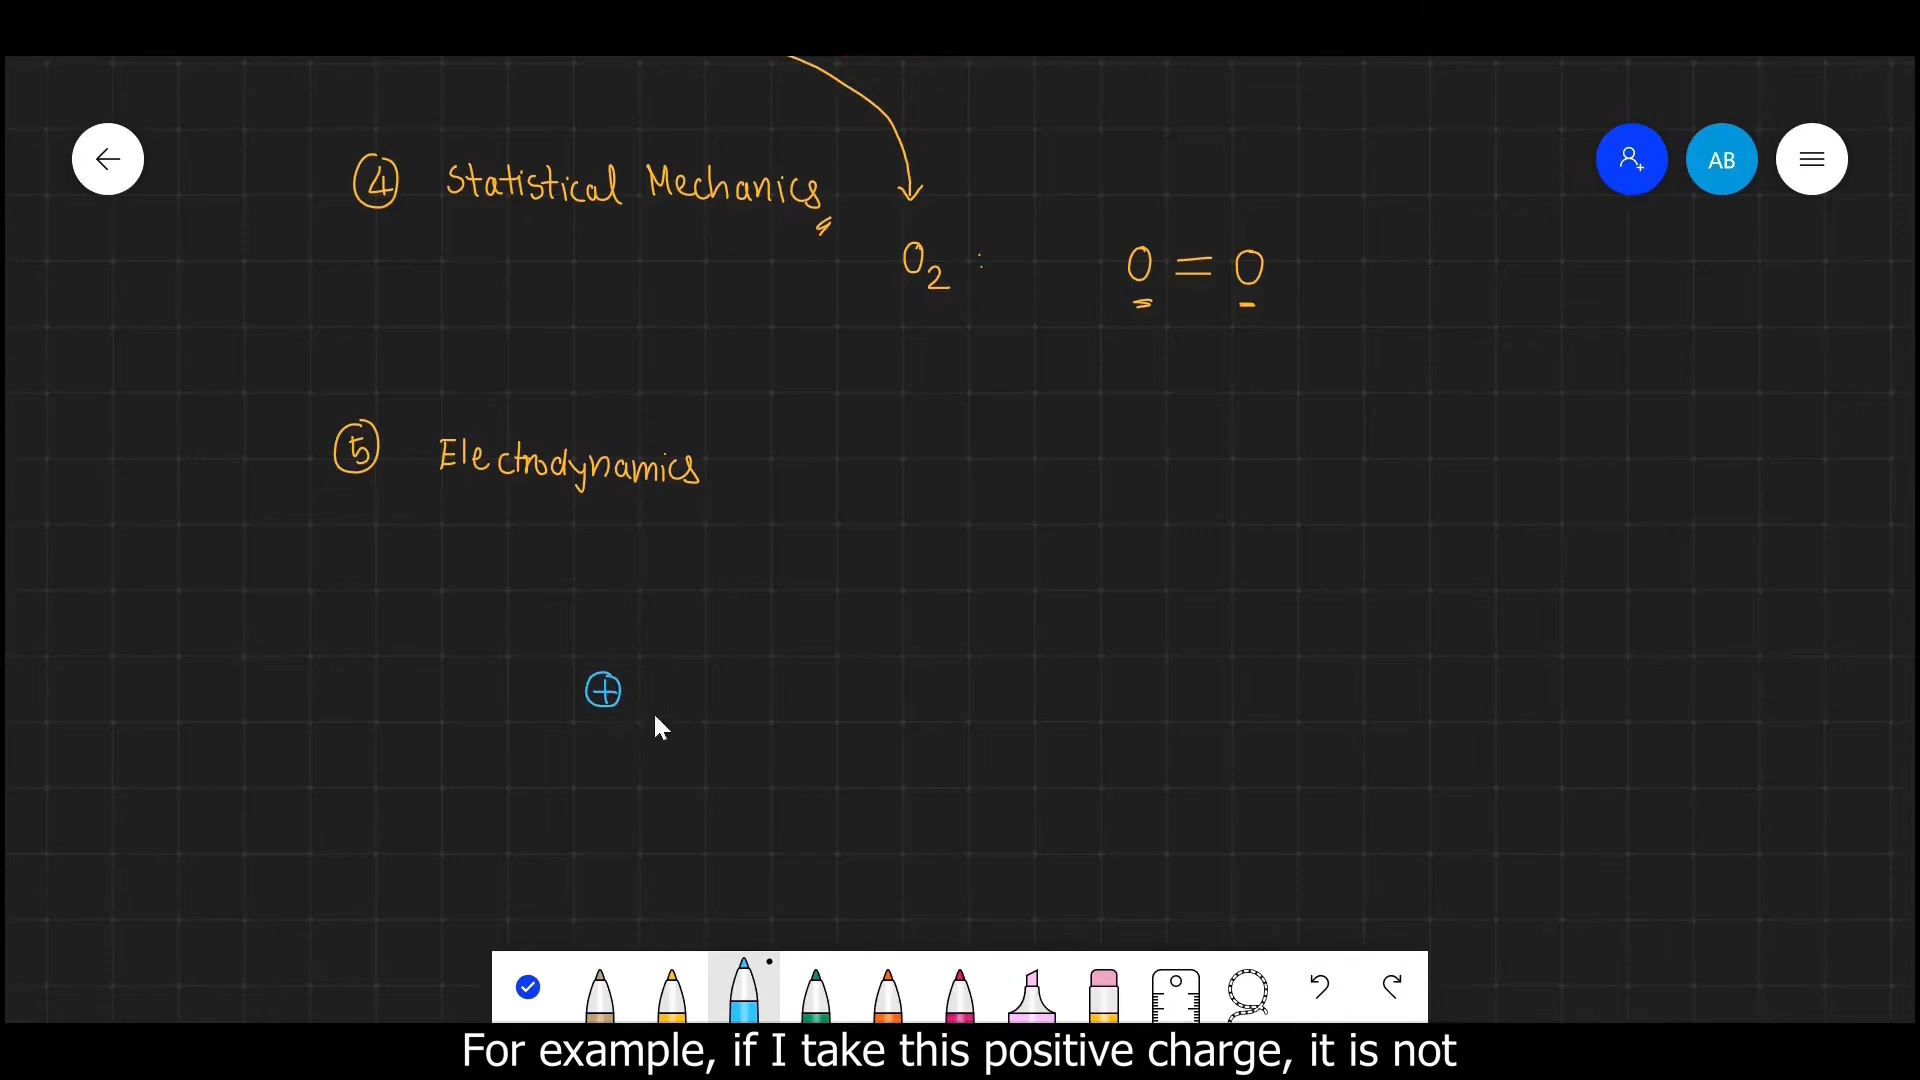 ④ Statistical Mechanics
AB
O₂ : O = O
⑤ Electrodynamics
+
For example, if I take this positive charge, it is not